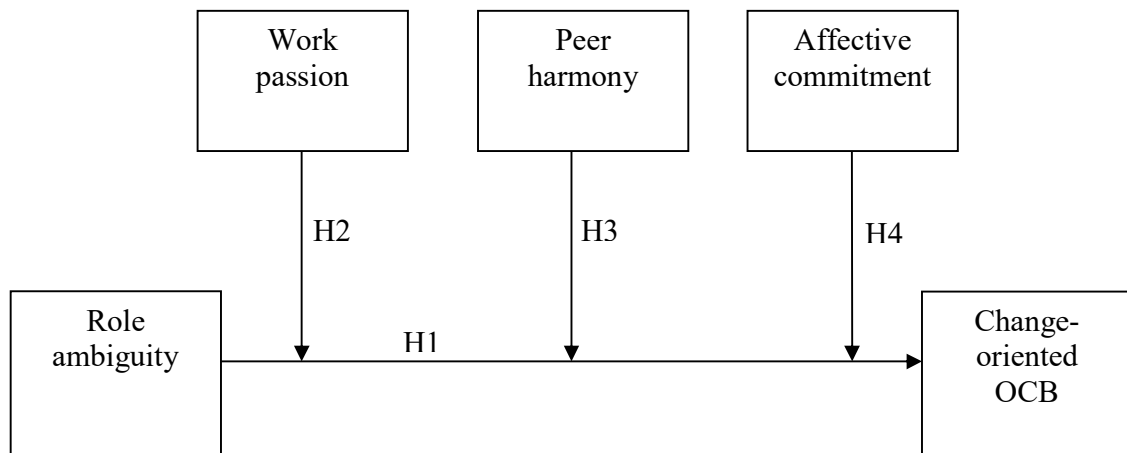 Work
passion
Peer
harmony
Affective
commitment
H2
H3
H4
Role
ambiguity
H1
Change-
oriented
OCB